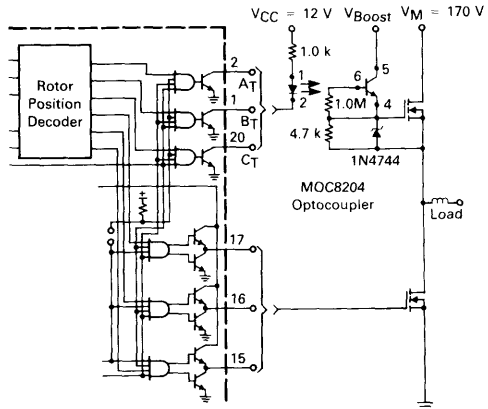 VCC = 12 V
VBoost
VM = 170 V
1.0 k
2
AT
1
BT
20
CT
Rotor
Position
Decoder
1
2
6
5
4
1.0M
4.7 k
1N4744
MOC8204
Optocoupler
Load
17
16
15